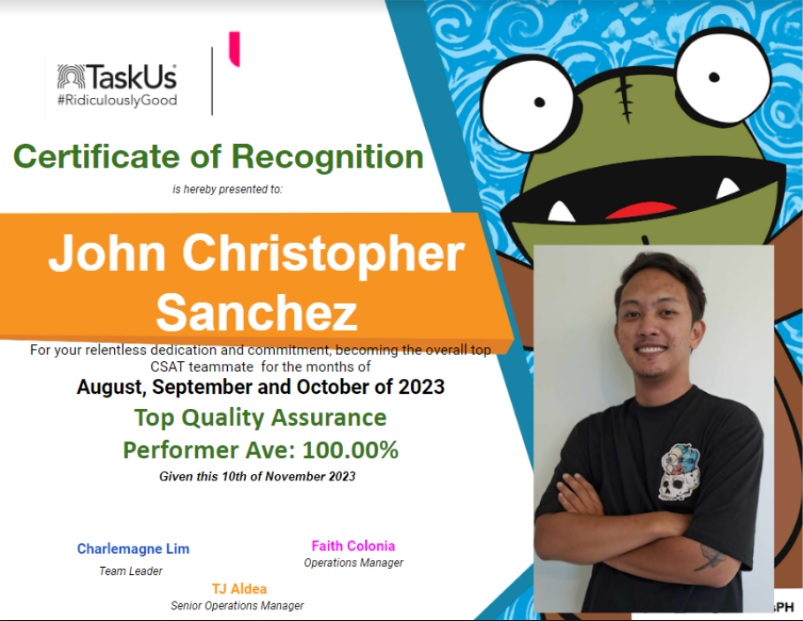 TaskUs
#RidiculouslyGood
Certificate of Recognition
is hereby presented to:
John Christopher
Sanchez
For your relentless dedication and commitment, becoming the overall top
CSAT teammate for the months of
August, September and October of 2023
Top Quality Assurance
Performer Ave: 100.00%
Given this 10th of November 2023
Charlemagne Lim
Team Leader
Faith Colonia
Operations Manager
TJ Aldea
Senior Operations Manager